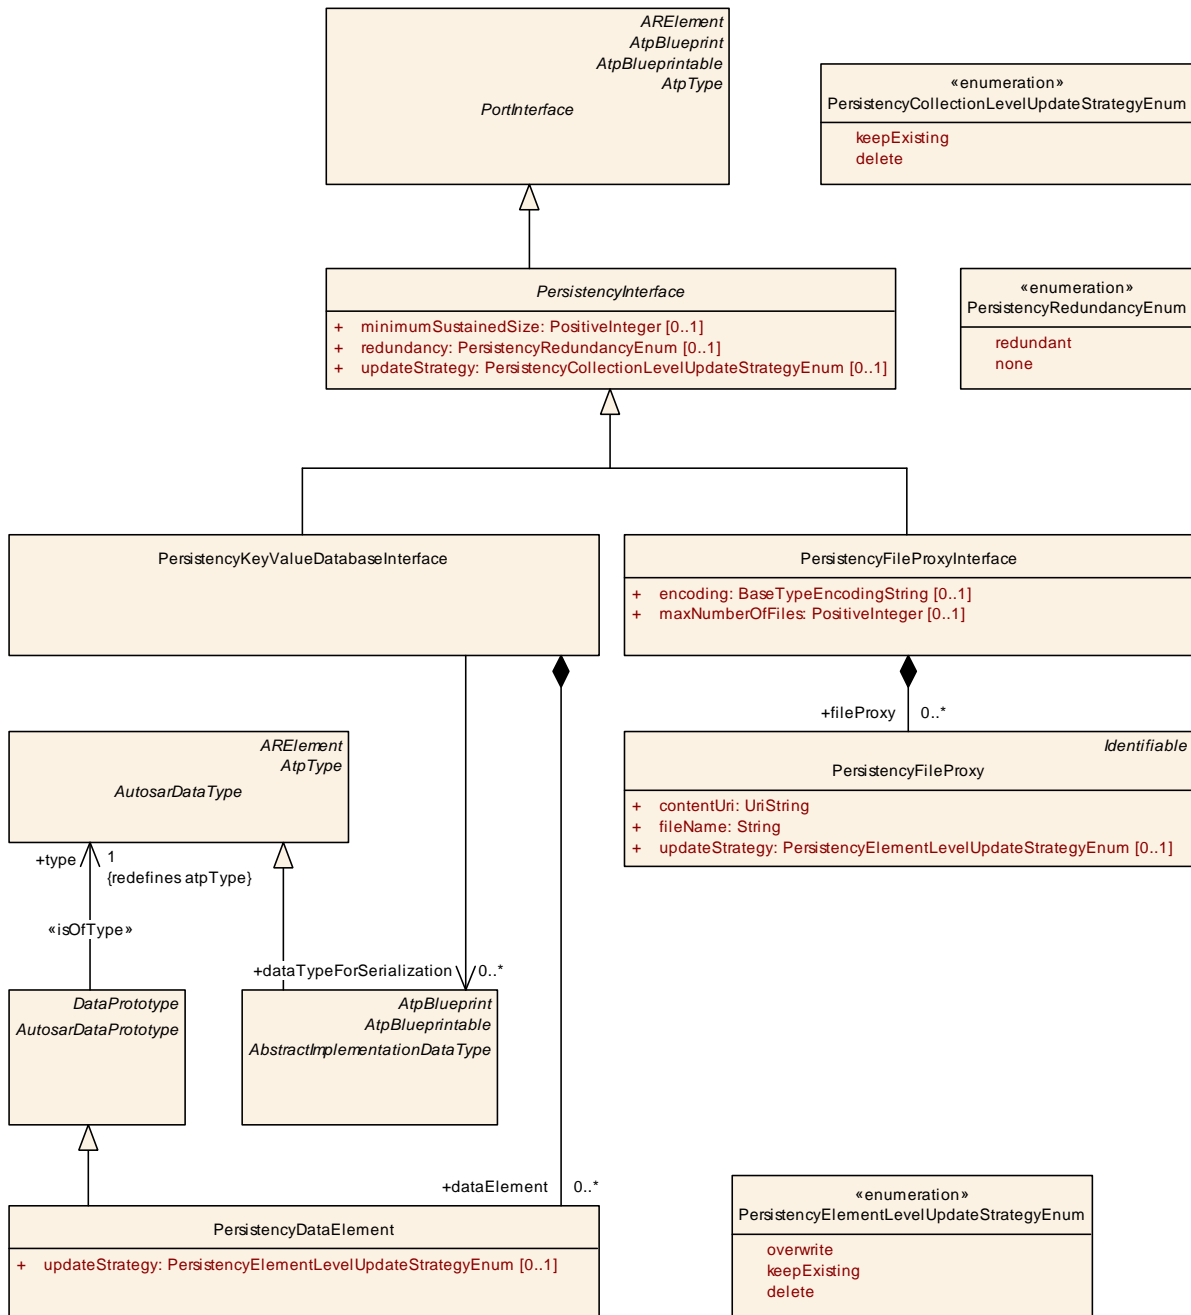 ARElement
AtpBlueprint
AtpBlueprintable
AtpType
PortInterface
«enumeration»
PersistencyCollectionLevelUpdateStrategyEnum
keepExisting
delete
PersistencyInterface
+ minimumSustainedSize: PositiveInteger [0..1]
+ redundancy: PersistencyRedundancyEnum [0..1]
+ updateStrategy: PersistencyCollectionLevelUpdateStrategyEnum [0..1]
«enumeration»
PersistencyRedundancyEnum
redundant
none
PersistencyKeyValueDatabaseInterface
PersistencyFileProxyInterface
+ encoding: BaseTypeEncodingString [0..1]
+ maxNumberOfFiles: PositiveInteger [0..1]
+fileProxy 0..*
ARElement
AtpType
AutosarDataType
Identifiable
PersistencyFileProxy
+ contentUri: UriString
+ fileName: String
+ updateStrategy: PersistencyElementLevelUpdateStrategyEnum [0..1]
+type 1
{redefines atpType}
«isOfType»
+dataTypeForSerialization 0..*
DataPrototype
AutosarDataPrototype
AtpBlueprint
AtpBlueprintable
AbstractImplementationDataType
+dataElement 0..*
PersistencyDataElement
+ updateStrategy: PersistencyElementLevelUpdateStrategyEnum [0..1]
«enumeration»
PersistencyElementLevelUpdateStrategyEnum
overwrite
keepExisting
delete